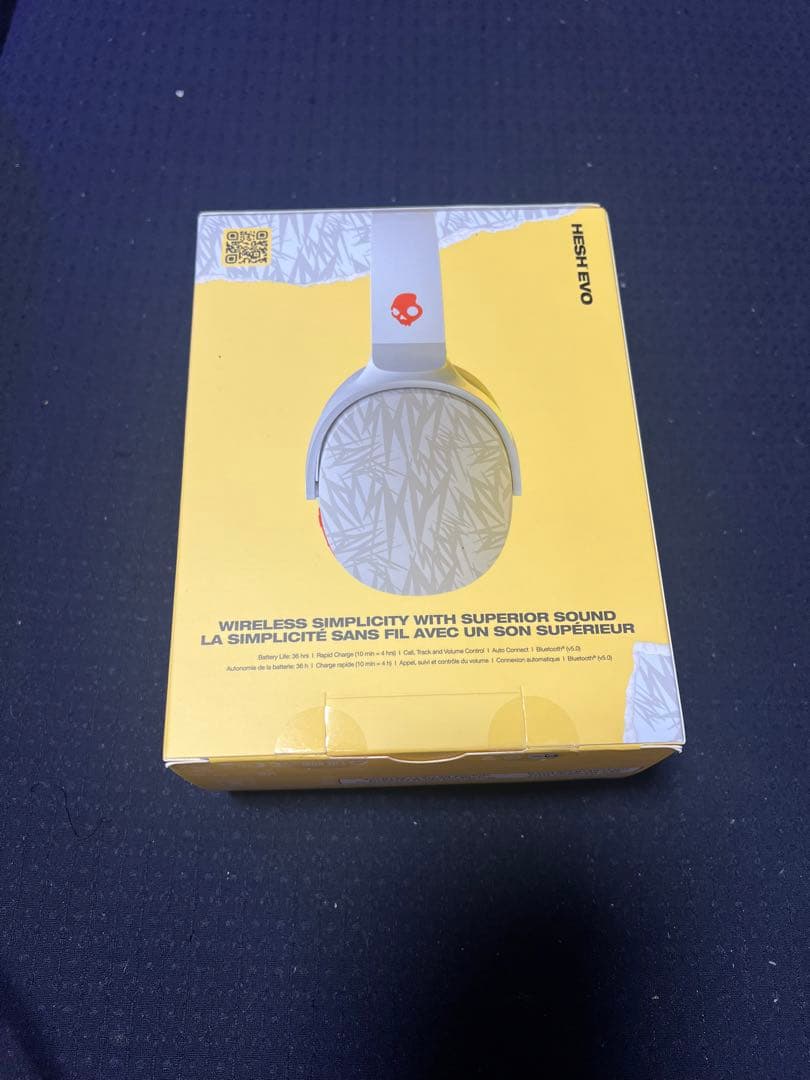 HESH EVO
WIRELESS SIMPLICITY WITH SUPERIOR SOUND
LA SIMPLICITÉ SANS FIL AVEC UN SON SUPÉRIEUR
Battery Life: 36 hrs | Rapid Charge (10 min = 4 hrs) | Call, Track and Volume Control | Auto Connect | Bluetooth® (v5.0)
Autonomie de la batterie: 36 h | Charge rapide (10 min = 4 h) | Appel, suivi et contrôle du volume | Connexion automatique | Bluetooth® (v5.0)